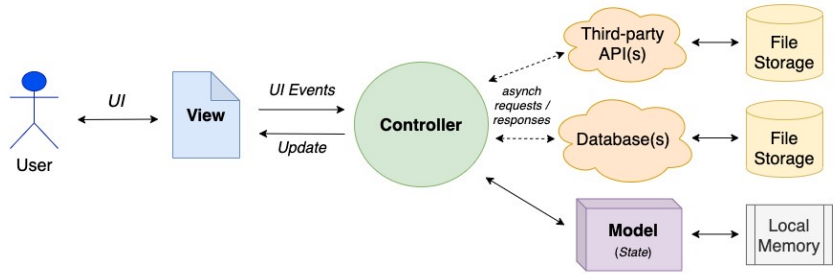 User
UI
View
UI Events
Update
Controller
asynch
requests /
responses
Third-party
API(s)
File
Storage
Database(s)
File
Storage
Model
(State)
Local
Memory